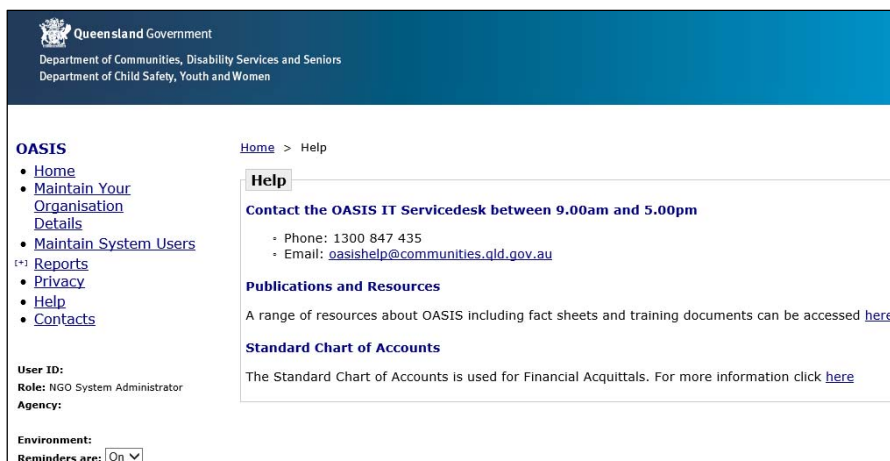 Queensland Government
Department of Communities, Disability Services and Seniors
Department of Child Safety, Youth and Women
OASIS
Home
Maintain Your
Organisation
Details
Maintain System Users
[+] Reports
Privacy
Help
Contacts
User ID:
Role: NGO System Administrator
Agency:
Environment:
Reminders are: On
Home > Help
Help
Contact the OASIS IT Servicedesk between 9.00am and 5.00pm
Phone: 1300 847 435
Email: oasishelp@communities.qld.gov.au
Publications and Resources
A range of resources about OASIS including fact sheets and training documents can be accessed here
Standard Chart of Accounts
The Standard Chart of Accounts is used for Financial Acquittals. For more information click here